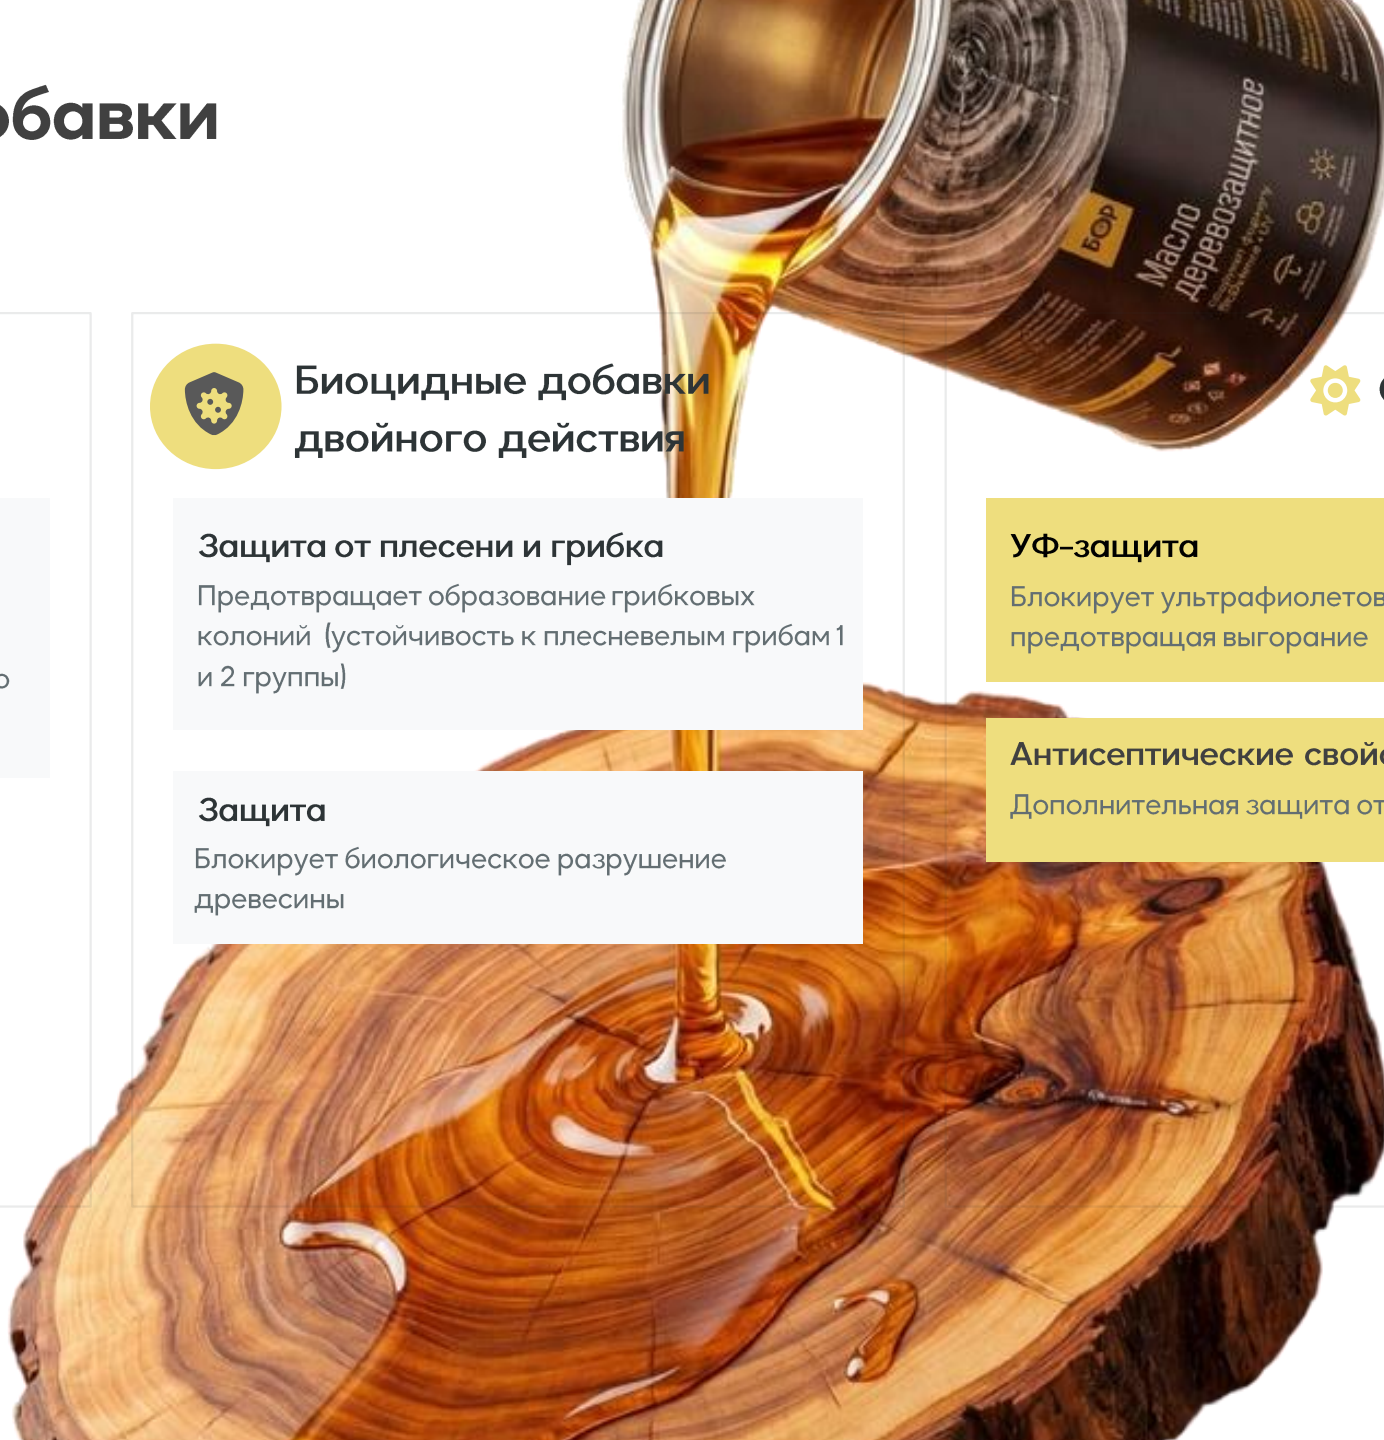 обавки
БОР
Масло
деревозащитное
Биоцидные добавки
двойного действия
Защита от плесени и грибка
Предотвращает образование грибковых
колоний (устойчивость к плесневелым грибам 1
и 2 группы)
Защита
Блокирует биологическое разрушение
древесины
о
УФ-защита
Блокирует ультрафиолетов
предотвращая выгорание
Антисептические свой
Дополнительная защита от